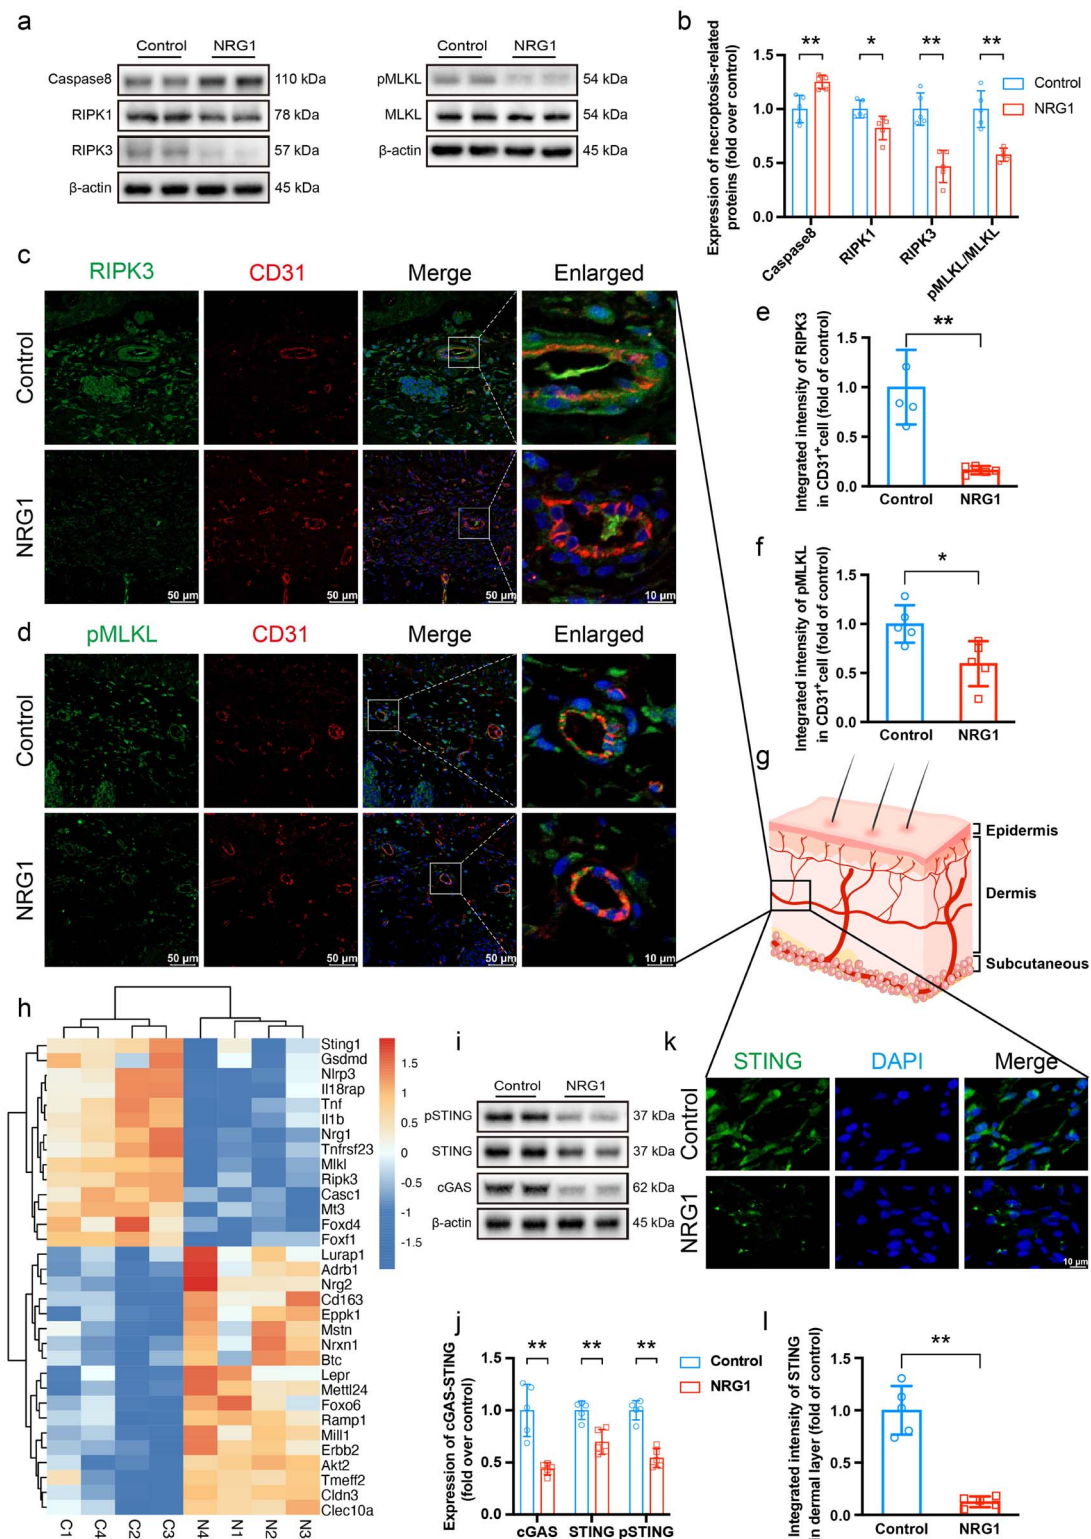 a
Control NRG1
Caspase8 110 kDa
RIPK1 78 kDa
RIPK3 57 kDa
β-actin 45 kDa
Control NRG1
pMLKL 54 kDa
MLKL 54 kDa
β-actin 45 kDa
b
Expression of necroptosis-related
proteins (fold over control)
1.5
1.0
0.5
0.0
** * ** **
Control
NRG1
Caspase8 RIPK1 RIPK3 pMLKL/MLKL
c
RIPK3 CD31 Merge Enlarged
Control
NRG1
50 μm 50 μm 50 μm 10 μm
d
pMLKL CD31 Merge Enlarged
Control
NRG1
50 μm 50 μm 50 μm 10 μm
e
Integrated intensity of RIPK3
in CD31+cell (fold of control)
1.5
1.0
0.5
0.0
**
Control NRG1
f
Integrated intensity of pMLKL
in CD31+cell (fold of control)
1.5
1.0
0.5
0.0
*
Control NRG1
g
Epidermis
Dermis
Subcutaneous
h
Sting1
Gsdmd
Nlrp3
Il18rap
Tnf
Il1b
Nrg1
Tnfrsf23
Mlkl
Ripk3
Casc1
Mt3
Foxd4
Foxf1
Lurap1
Adrb1
Nrg2
Cd163
Eppk1
Mstn
Nrxn1
Btc
Lepr
Mettl24
Foxo6
Ramp1
Mill1
Erbb2
Akt2
Tmeff2
Cldn3
Clec10a
C1 C4 C2 C3 N4 N1 N2 N3
1.5
1
0.5
0
-0.5
-1
-1.5
i
Control NRG1
pSTING 37 kDa
STING 37 kDa
cGAS 62 kDa
β-actin 45 kDa
j
Expression of cGAS-STING
(fold over control)
1.5
1.0
0.5
0.0
** ** **
Control
NRG1
cGAS STING pSTING
k
STING DAPI Merge
Control
NRG1
10 μm
l
Integrated intensity of STING
in dermal layer (fold of control)
1.5
1.0
0.5
0.0
**
Control NRG1